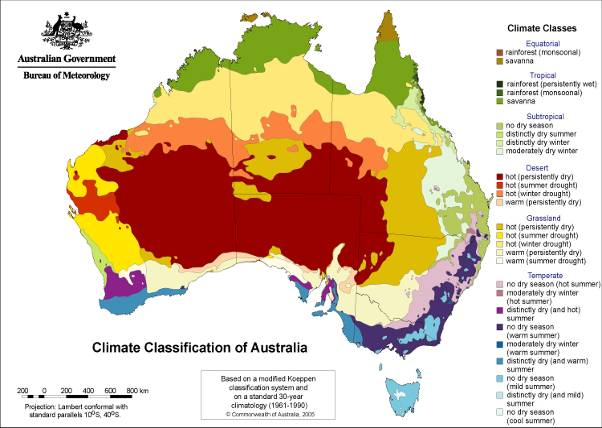 Australian Government
Bureau of Meteorology
Climate Classes
Equatorial
rainforest (monsoonal)
savanna
Tropical
rainforest (persistently wet)
rainforest (monsoonal)
savanna
Subtropical
no dry season
distinctly dry summer
distinctly dry winter
moderately dry winter
Desert
hot (persistently dry)
hot (summer drought)
hot (winter drought)
warm (persistently dry)
Grassland
hot (persistently dry)
hot (summer drought)
hot (winter drought)
warm (persistently dry)
warm (summer drought)
Temperate
no dry season (hot summer)
moderately dry winter
(hot summer)
distinctly dry (and hot)
summer
no dry season
(warm summer)
moderately dry winter
(warm summer)
distinctly dry (and warm)
summer
no dry season
(mild summer)
distinctly dry (and mild)
summer
no dry season
(cool summer)
Climate Classification of Australia
200 0 200 400 600 800 km
Projection: Lambert conformal with
standard parallels 10°S, 40°S.
Based on a modified Koeppen
classification system and
on a standard 30-year
climatology (1961-1990)
© Commonwealth of Australia, 2005